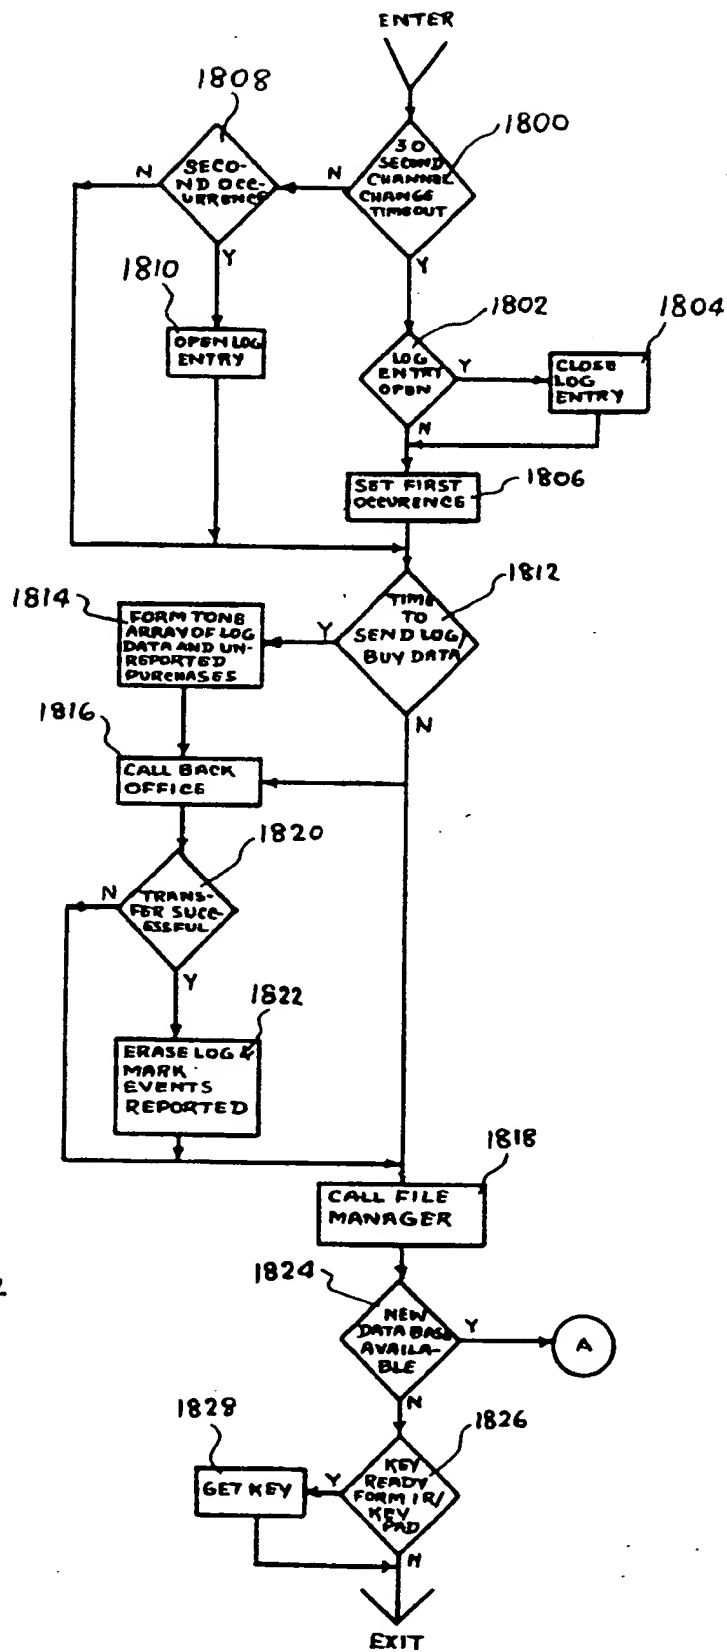 ENTER
1808
1800
30
SECOND
CHANNEL
CHANGE
TIMEOUT
N
SECO-
ND OCC-
URRENCE
N
Y
Y
1810
OPEN LOG
ENTRY
1802
1804
LOG
ENTRY
OPEN
Y
CLOSE
LOG
ENTRY
N
SET FIRST
OCCURENCE
1806
1812
TIME
TO
SEND LOG/
BUY DATA
1814
FORM TONE
ARRAY OF LOG
DATA AND UN-
REPORTED
PURCHASES
Y
N
1816
CALL BACK
OFFICE
1820
TRANS-
FER SUCC-
ESSFUL
N
Y
1822
ERASE LOG &
MARK
EVENTS
REPORTED
1818
CALL FILE
MANAGER
1824
NEW
DATA BASE
AVAILA-
BLE
Y
A
N
1828
1826
KEY
READY
FORM IR/
KEY
PAD
Y
GET KEY
N
EXIT